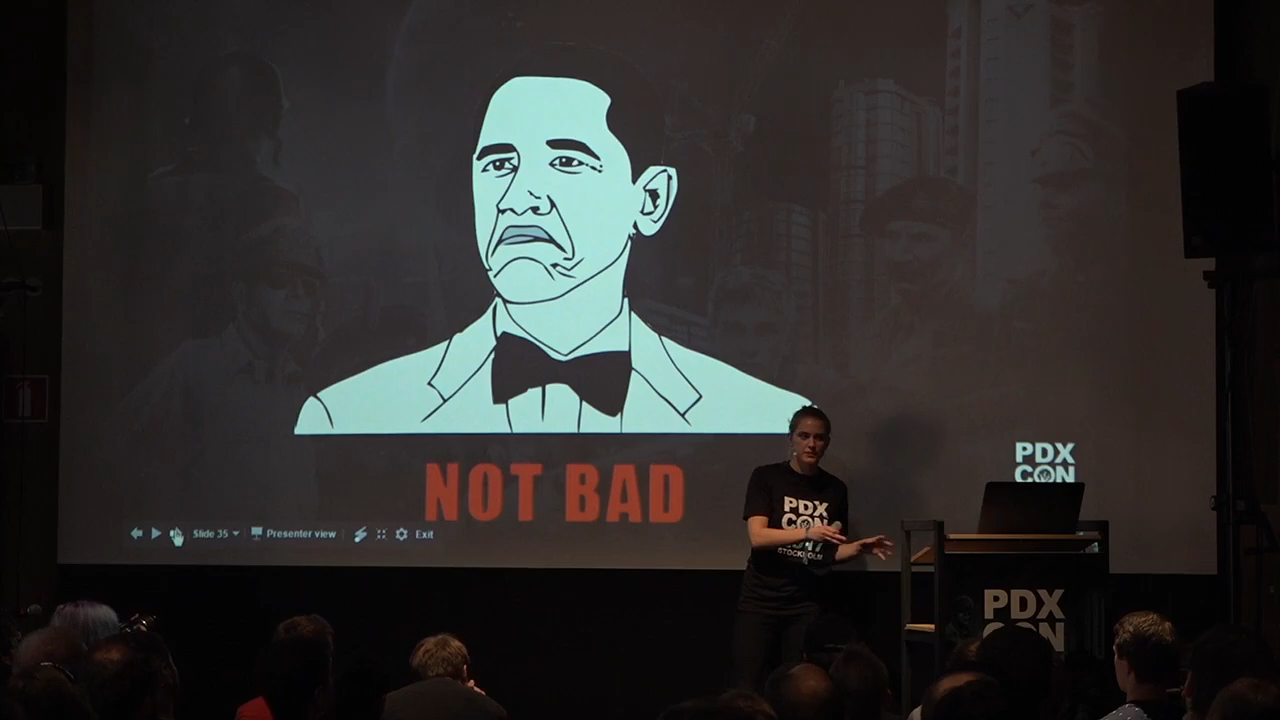 NOT BAD
Slide 35 Presenter view Exit
PDX
CON
PDX
CON
STOCKHOLM
PDX
CON